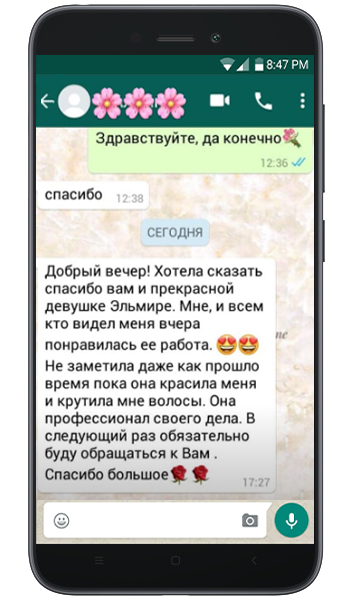 8:47 PM
🌸🌸🌸
Здравствуйте, да конечно💐
12:36
спасибо
12:38
СЕГОДНЯ
Добрый вечер! Хотела сказать
спасибо вам и прекрасной
девушке Эльмире. Мне, и всем
кто видел меня вчера
понравилась ее работа. 😍😍
Не заметила даже как прошло
время пока она красила меня
и крутила мне волосы. Она
профессионал своего дела. В
следующий раз обязательно
буду обращаться к Вам .
Спасибо большое🌹🌹
17:27